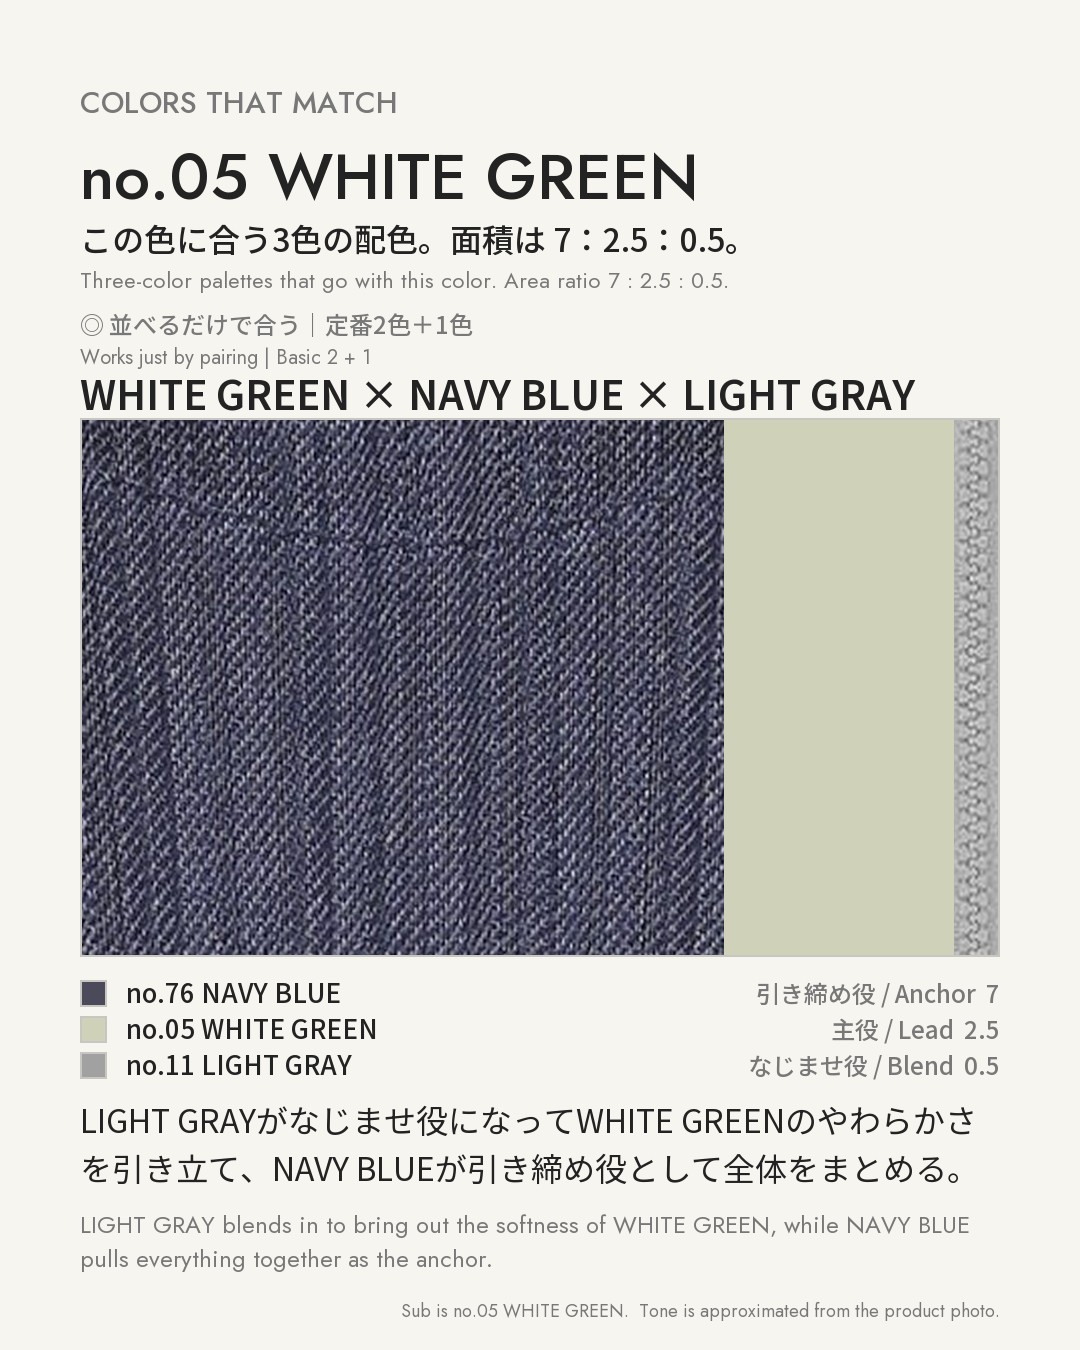 COLORS THAT MATCH
no.05 WHITE GREEN
この色に合う3色の配色。面積は 7：2.5：0.5。
Three-color palettes that go with this color. Area ratio 7 : 2.5 : 0.5.
◎ 並べるだけで合う｜定番2色＋1色
Works just by pairing | Basic 2 + 1
WHITE GREEN × NAVY BLUE × LIGHT GRAY
no.76 NAVY BLUE 引き締め役 / Anchor 7
no.05 WHITE GREEN 主役 / Lead 2.5
no.11 LIGHT GRAY なじませ役 / Blend 0.5
LIGHT GRAYがなじませ役になってWHITE GREENのやわらかさ
を引き立て、NAVY BLUEが引き締め役として全体をまとめる。
LIGHT GRAY blends in to bring out the softness of WHITE GREEN, while NAVY BLUE
pulls everything together as the anchor.
Sub is no.05 WHITE GREEN. Tone is approximated from the product photo.